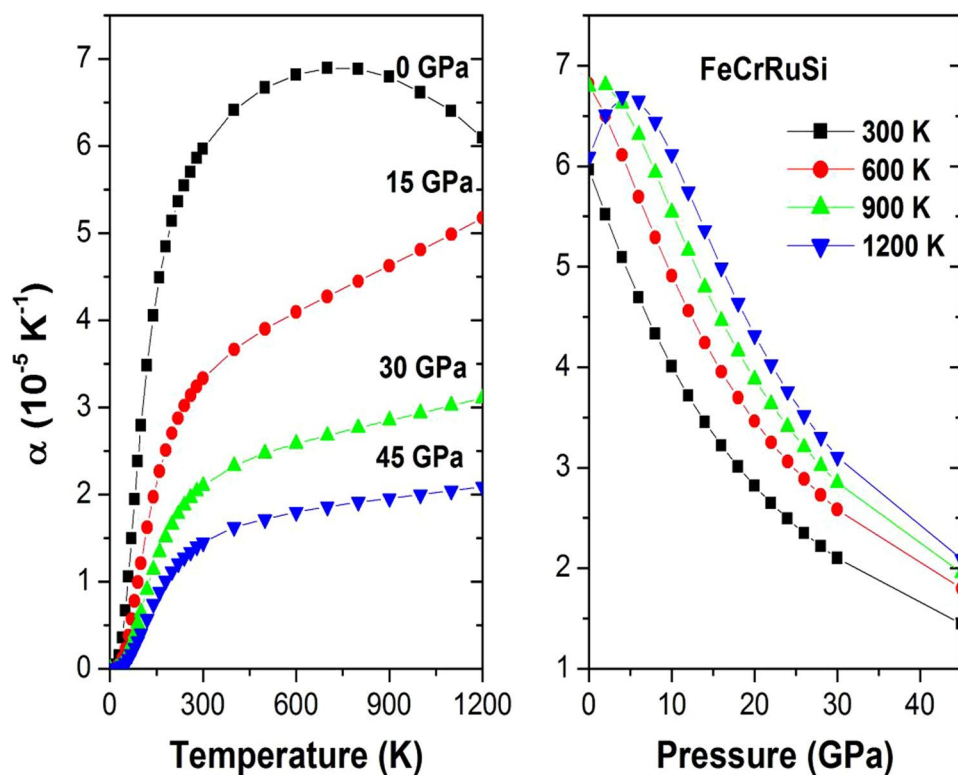 α (10⁻⁵ K⁻¹)
7
6
5
4
3
2
1
0
0 GPa
15 GPa
30 GPa
45 GPa
0 300 600 900 1200
Temperature (K)
FeCrRuSi
300 K
600 K
900 K
1200 K
7
6
5
4
3
2
1
0 10 20 30 40
Pressure (GPa)